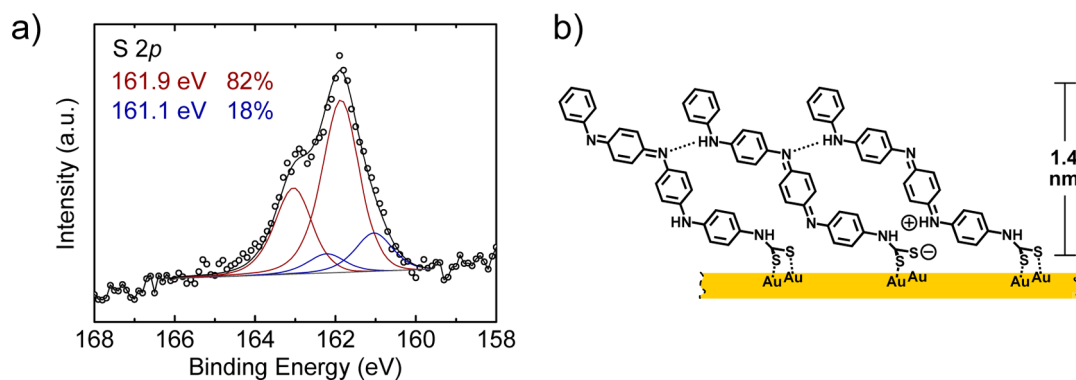 a)
S 2p
161.9 eV 82%
161.1 eV 18%
Intensity (a.u.)
168 166 164 162 160 158
Binding Energy (eV)
b)
N
N
HN
N
HN
N
HN
N
HN
NH
NH
NH
S
S
S
S
S
S
Au
Au
Au
Au
Au
Au
1.4
nm